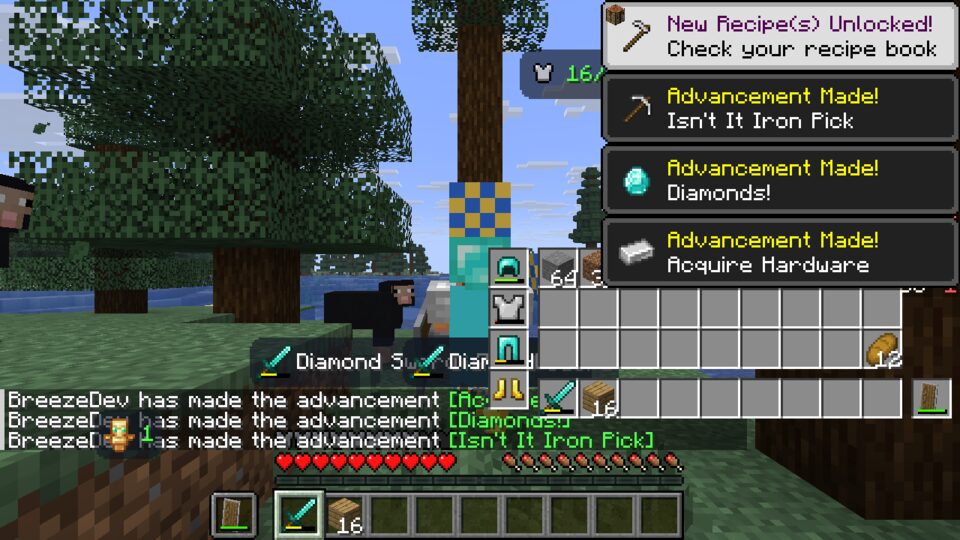 New Recipe(s) Unlocked!
Check your recipe book
16/
Advancement Made!
Isn't It Iron Pick
Advancement Made!
Diamonds!
Advancement Made!
Acquire Hardware
64
12
Diamond
16
BreezeDev has made the advancement
BreezeDev has made the advancement [Diamonds!]
1 has made the advancement [Isn't It Iron Pick]
16